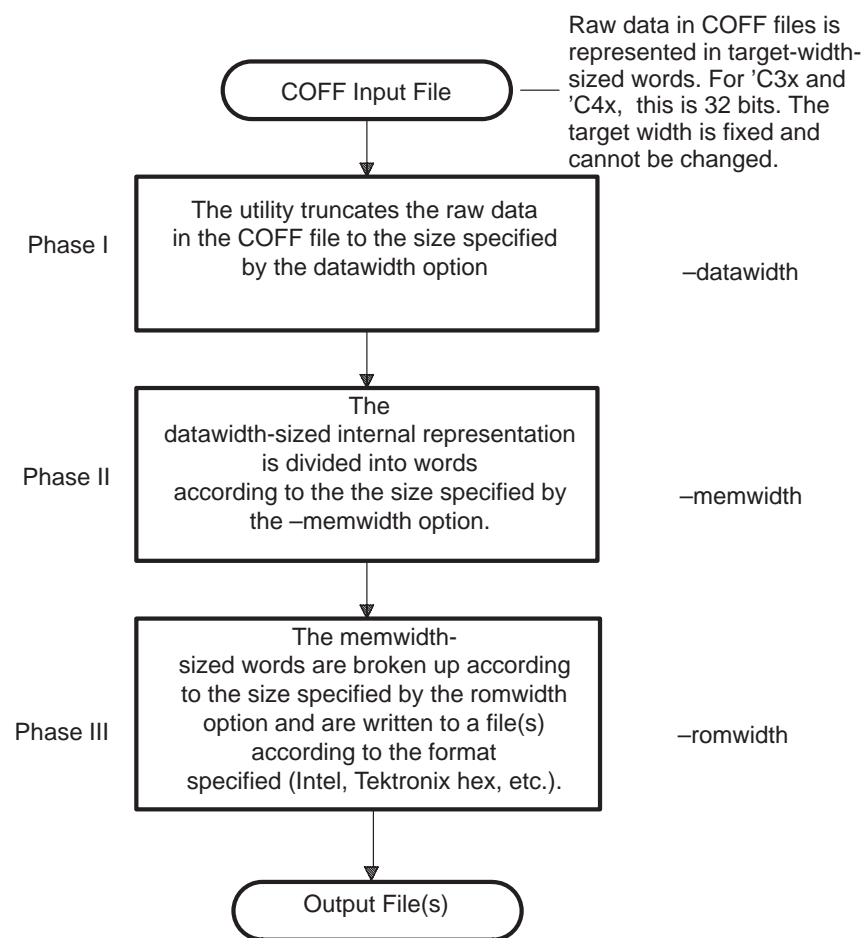 Raw data in COFF files is
represented in target-width-
sized words. For ’C3x and
’C4x,  this is 32 bits. The
target width is fixed and
cannot be changed.
COFF Input File
Phase I
The utility truncates the raw data
in the COFF file to the size specified
by the datawidth option
–datawidth
Phase II
The
datawidth-sized internal representation
is divided into words
according to the the size specified by
the –memwidth option.
–memwidth
Phase III
The memwidth-
sized words are broken up according
to the size specified by the romwidth
option and are written to a file(s)
according to the format
specified (Intel, Tektronix hex, etc.).
–romwidth
Output File(s)